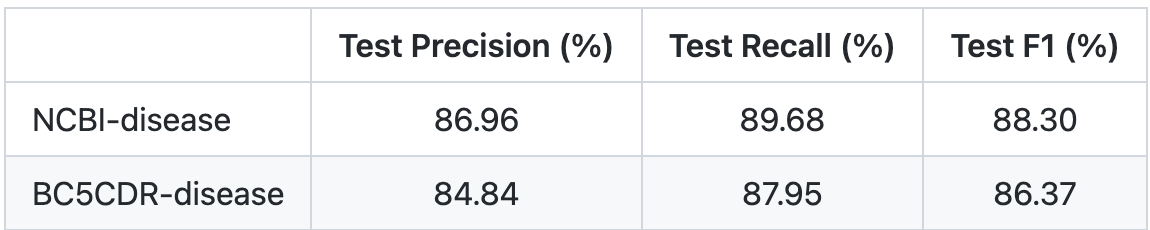 Test Precision (%) Test Recall (%) Test F1 (%)
NCBI-disease 86.96 89.68 88.30
BC5CDR-disease 84.84 87.95 86.37